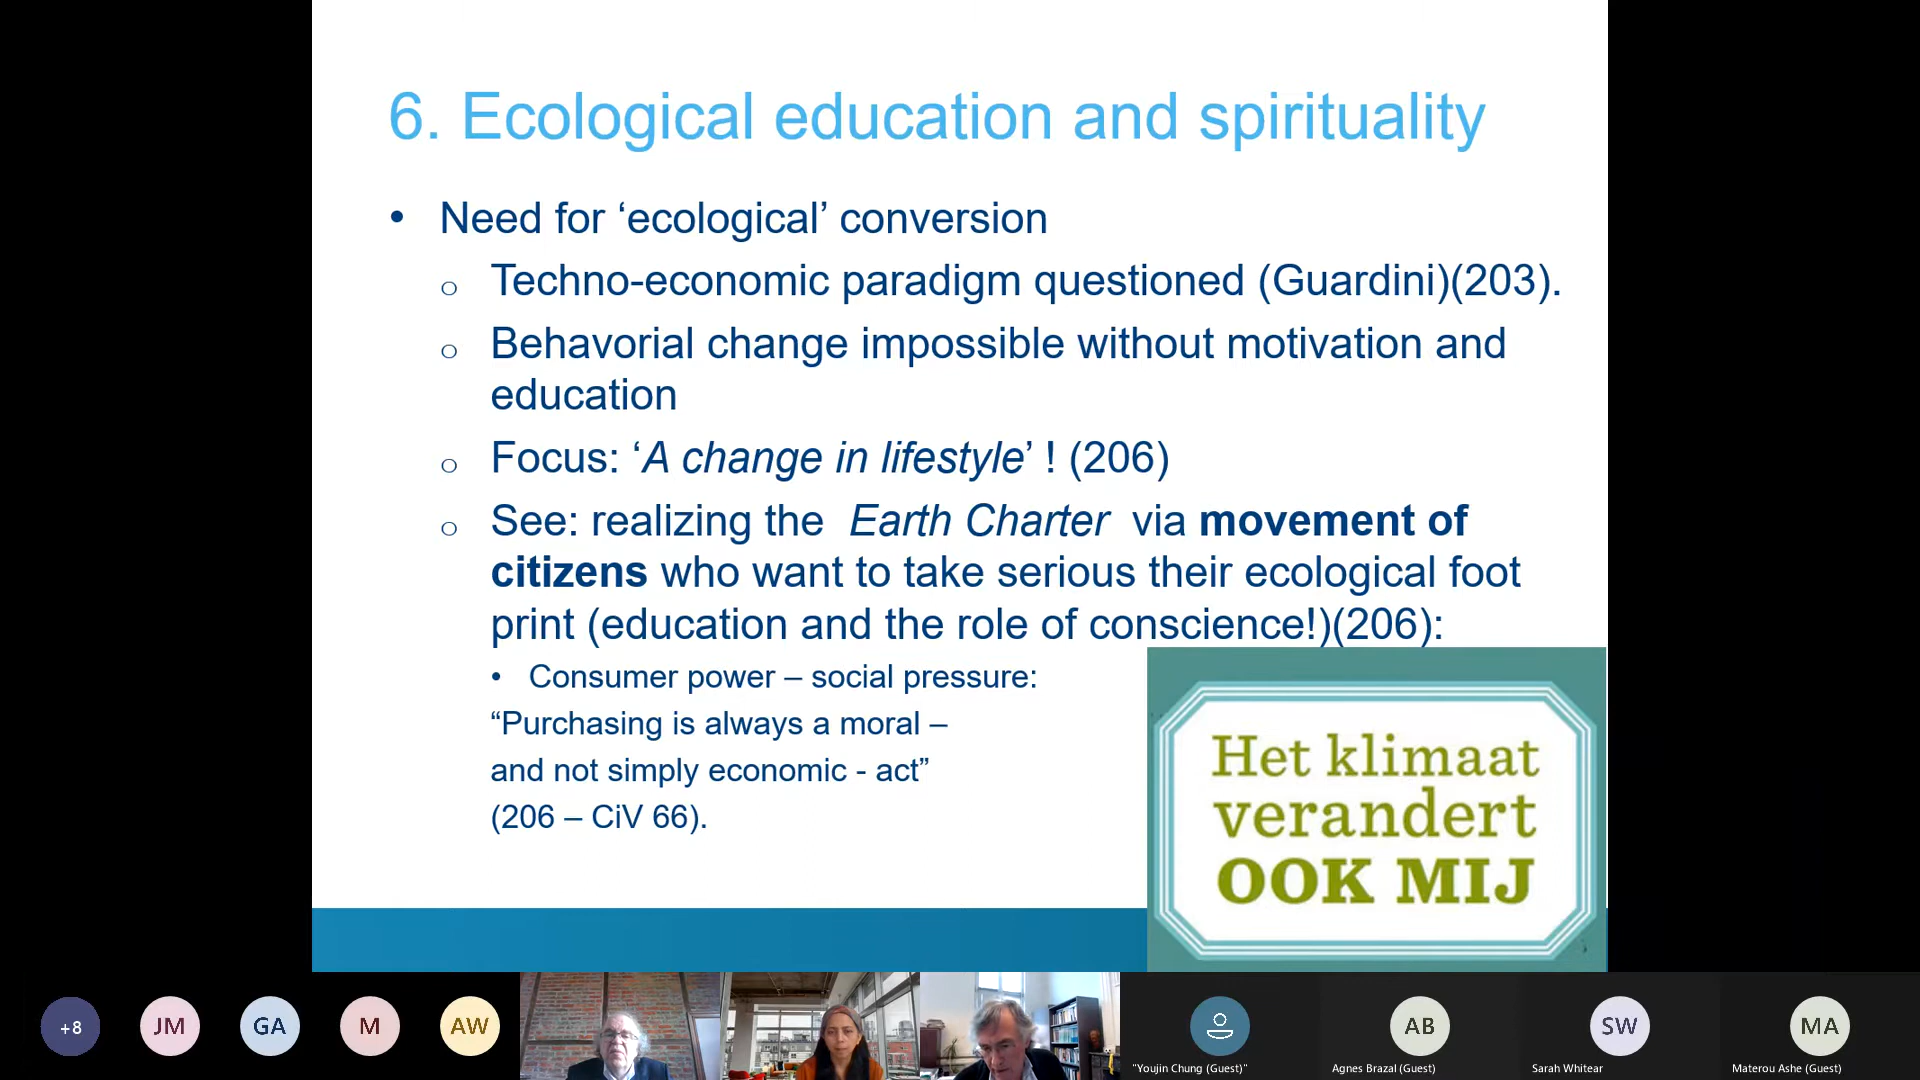 6. Ecological education and spirituality
• Need for ‘ecological’ conversion
o Techno-economic paradigm questioned (Guardini)(203).
o Behavorial change impossible without motivation and
education
o Focus: ‘A change in lifestyle’ ! (206)
o See: realizing the Earth Charter via movement of
citizens who want to take serious their ecological foot
print (education and the role of conscience!)(206):
• Consumer power – social pressure:
“Purchasing is always a moral –
and not simply economic - act”
(206 – CiV 66).
Het klimaat
verandert
OOK MIJ
+8
JM
GA
M
AW
"Youjin Chung (Guest)"
AB
Agnes Brazal (Guest)
SW
Sarah Whitear
MA
Materou Ashe (Guest)